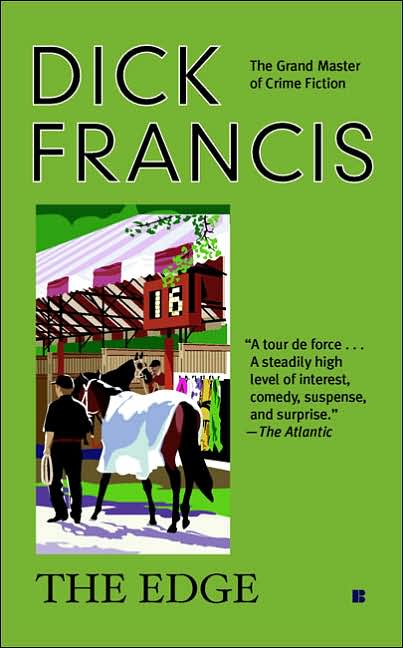 DICK
FRANCIS
The Grand Master
of Crime Fiction
16
“A tour de force . . .
A steadily high
level of interest,
comedy, suspense,
and surprise.”
—The Atlantic
THE EDGE
B